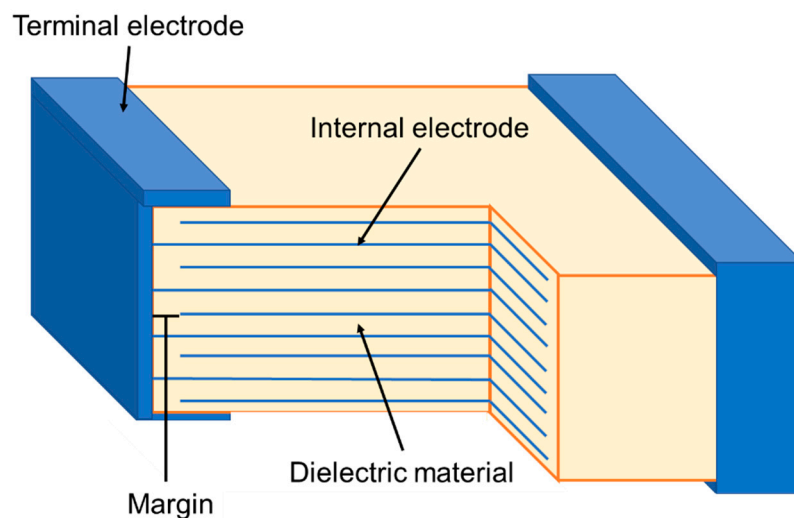 Terminal electrode
Internal electrode
Dielectric material
Margin